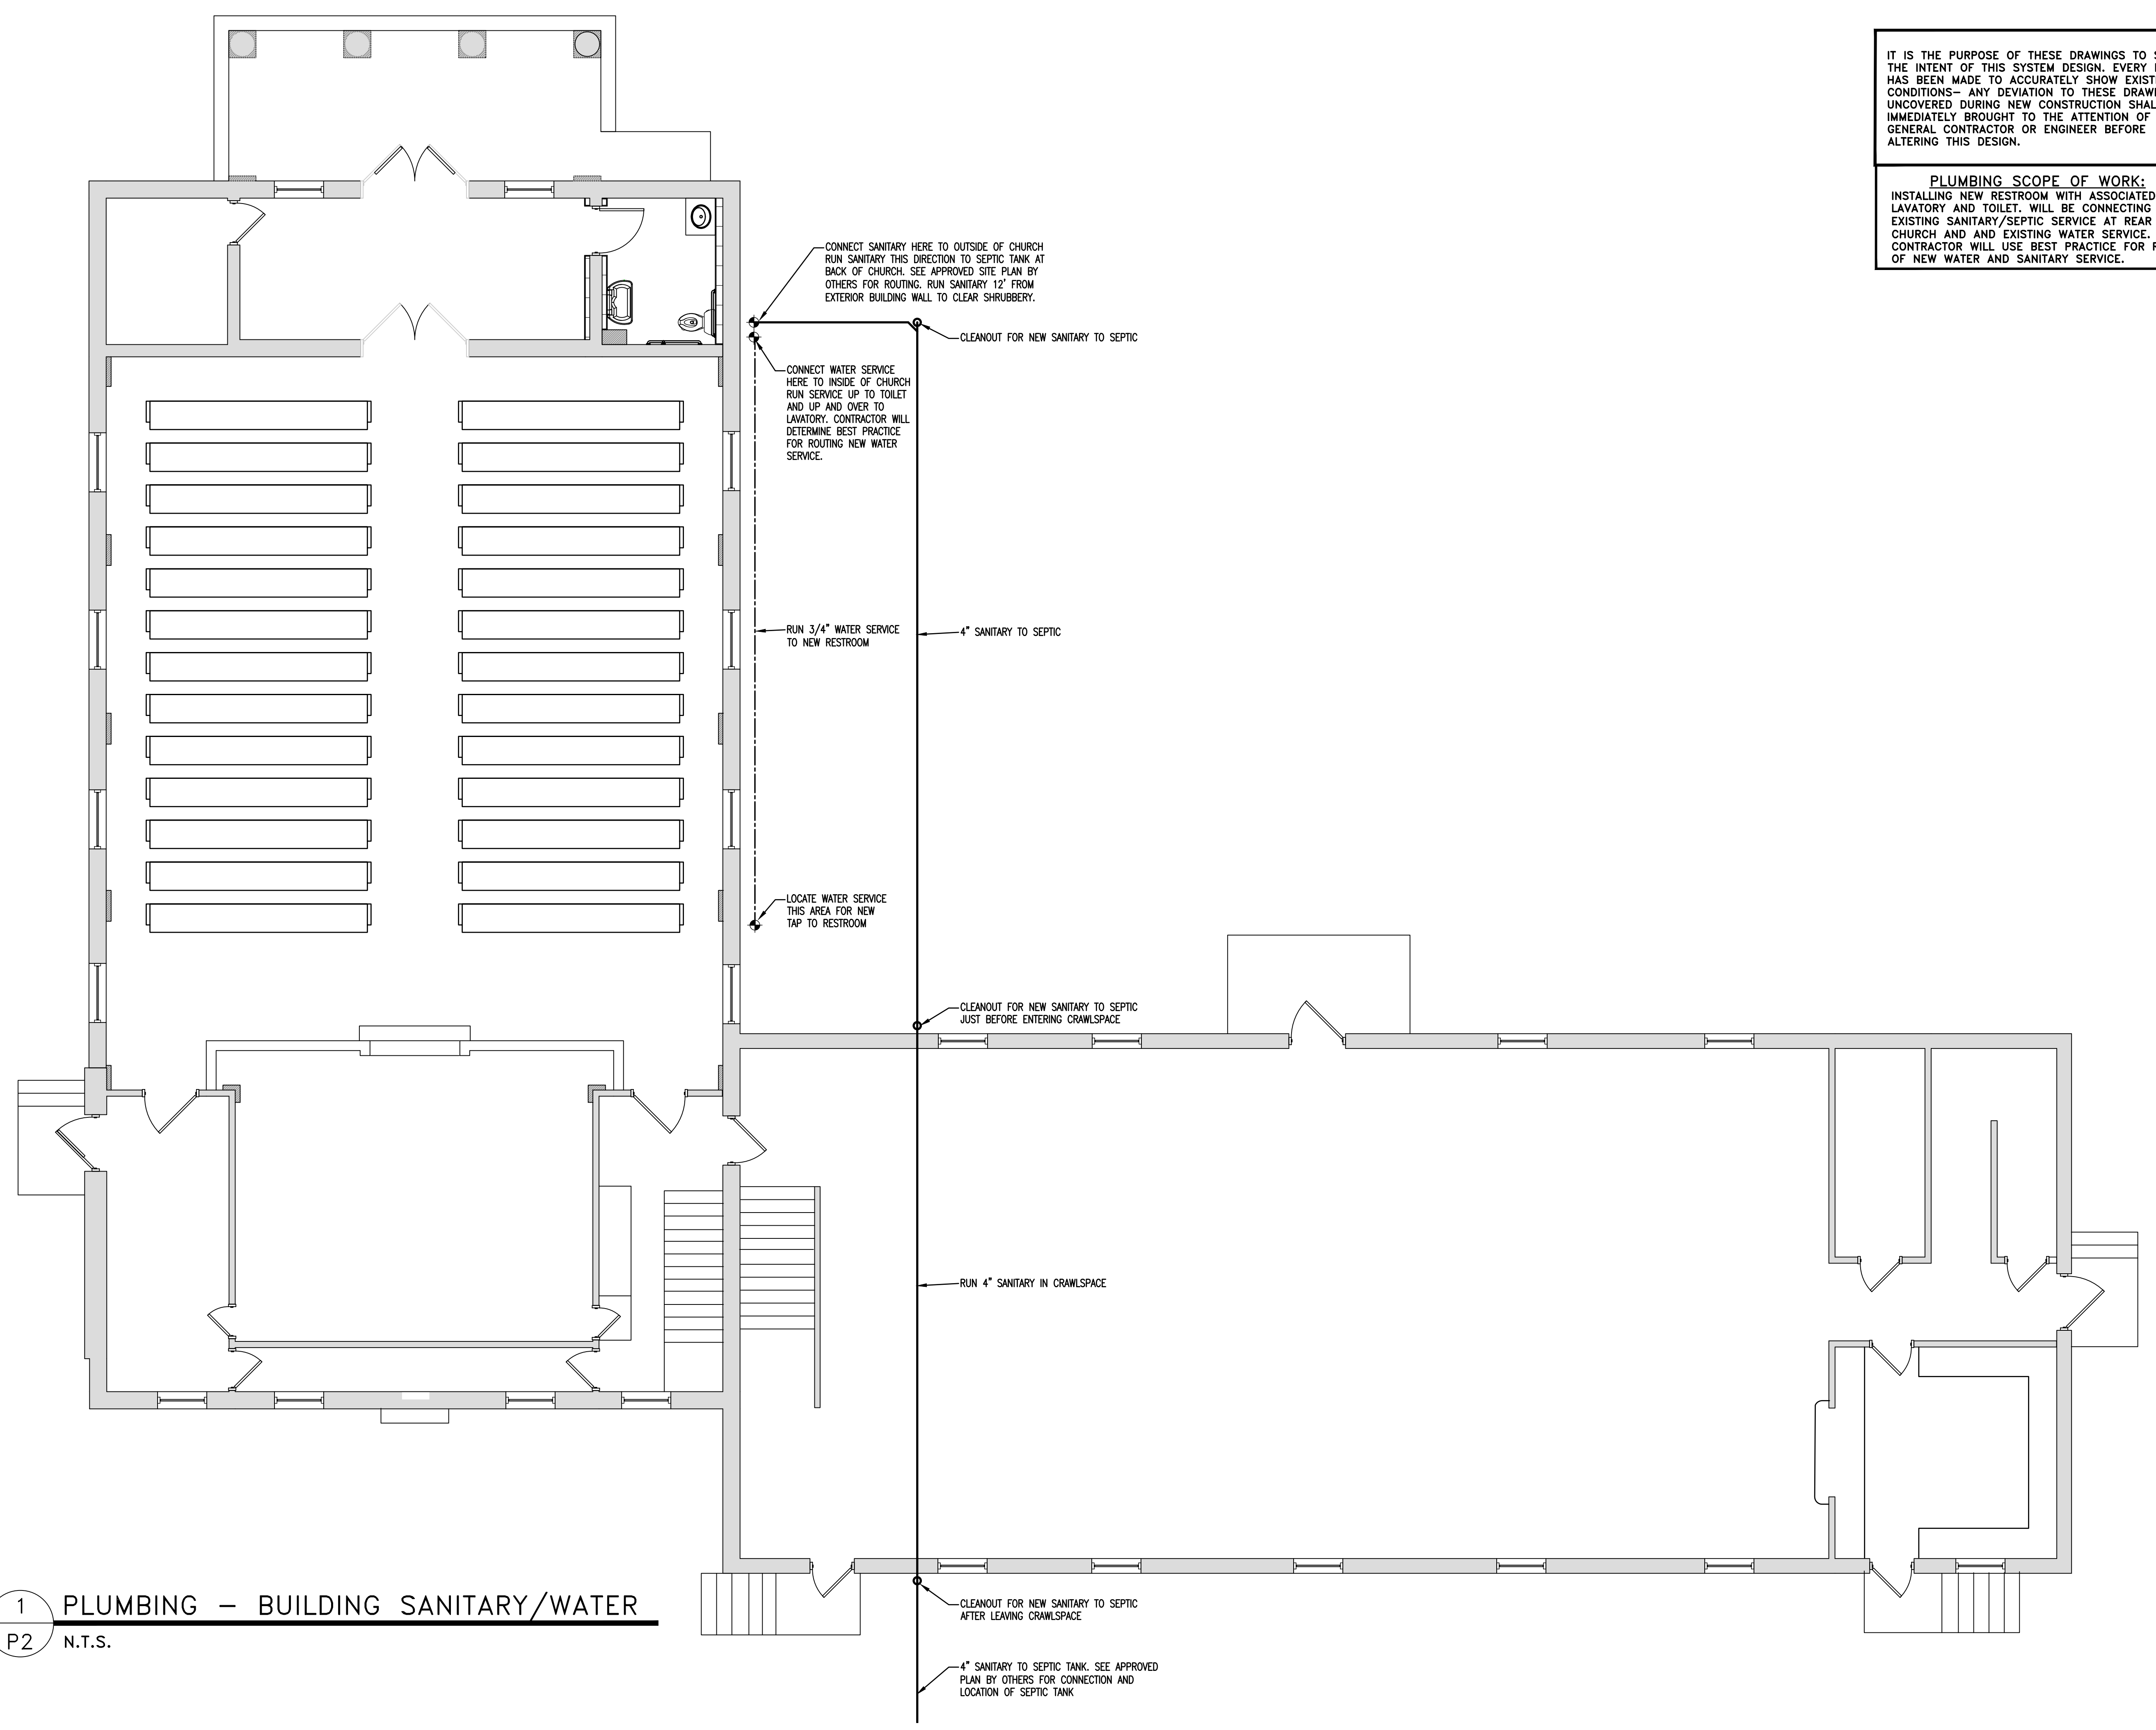 IT IS THE PURPOSE OF THESE DRAWINGS TO
THE INTENT OF THIS SYSTEM DESIGN. EVERY
HAS BEEN MADE TO ACCURATELY SHOW
CONDITIONS– ANY DEVIATION TO THESE
UNCOVERED DURING NEW CONSTRUCTION
IMMEDIATELY BROUGHT TO THE ATTENTION OF
GENERAL CONTRACTOR OR ENGINEER BEFORE
ALTERING THIS DESIGN.
PLUMBING SCOPE OF WORK:
INSTALLING NEW RESTROOM WITH ASSOCIATED
LAVATORY AND TOILET. WILL BE CONNECTING
EXISTING SANITARY/SEPTIC SERVICE AT REAR
CHURCH AND AND EXISTING WATER SERVICE.
CONTRACTOR WILL USE BEST PRACTICE FOR
OF NEW WATER AND SANITARY SERVICE.
CONNECT SANITARY HERE TO OUTSIDE OF CHURCH
RUN SANITARY THIS DIRECTION TO SEPTIC TANK AT
BACK OF CHURCH. SEE APPROVED SITE PLAN BY
OTHERS FOR ROUTING. RUN SANITARY 12' FROM
EXTERIOR BUILDING WALL TO CLEAR SHRUBBERY.
CLEANOUT FOR NEW SANITARY TO SEPTIC
CONNECT WATER SERVICE
HERE TO INSIDE OF CHURCH
RUN SERVICE UP TO TOILET
AND UP AND OVER TO
LAVATORY. CONTRACTOR WILL
DETERMINE BEST PRACTICE
FOR ROUTING NEW WATER
SERVICE.
RUN 3/4" WATER SERVICE
TO NEW RESTROOM
4" SANITARY TO SEPTIC
LOCATE WATER SERVICE
THIS AREA FOR NEW
TAP TO RESTROOM
CLEANOUT FOR NEW SANITARY TO SEPTIC
JUST BEFORE ENTERING CRAWLSPACE
RUN 4" SANITARY IN CRAWLSPACE
CLEANOUT FOR NEW SANITARY TO SEPTIC
AFTER LEAVING CRAWLSPACE
4" SANITARY TO SEPTIC TANK. SEE APPROVED
PLAN BY OTHERS FOR CONNECTION AND
LOCATION OF SEPTIC TANK
1
P2
PLUMBING – BUILDING SANITARY/WATER
N.T.S.